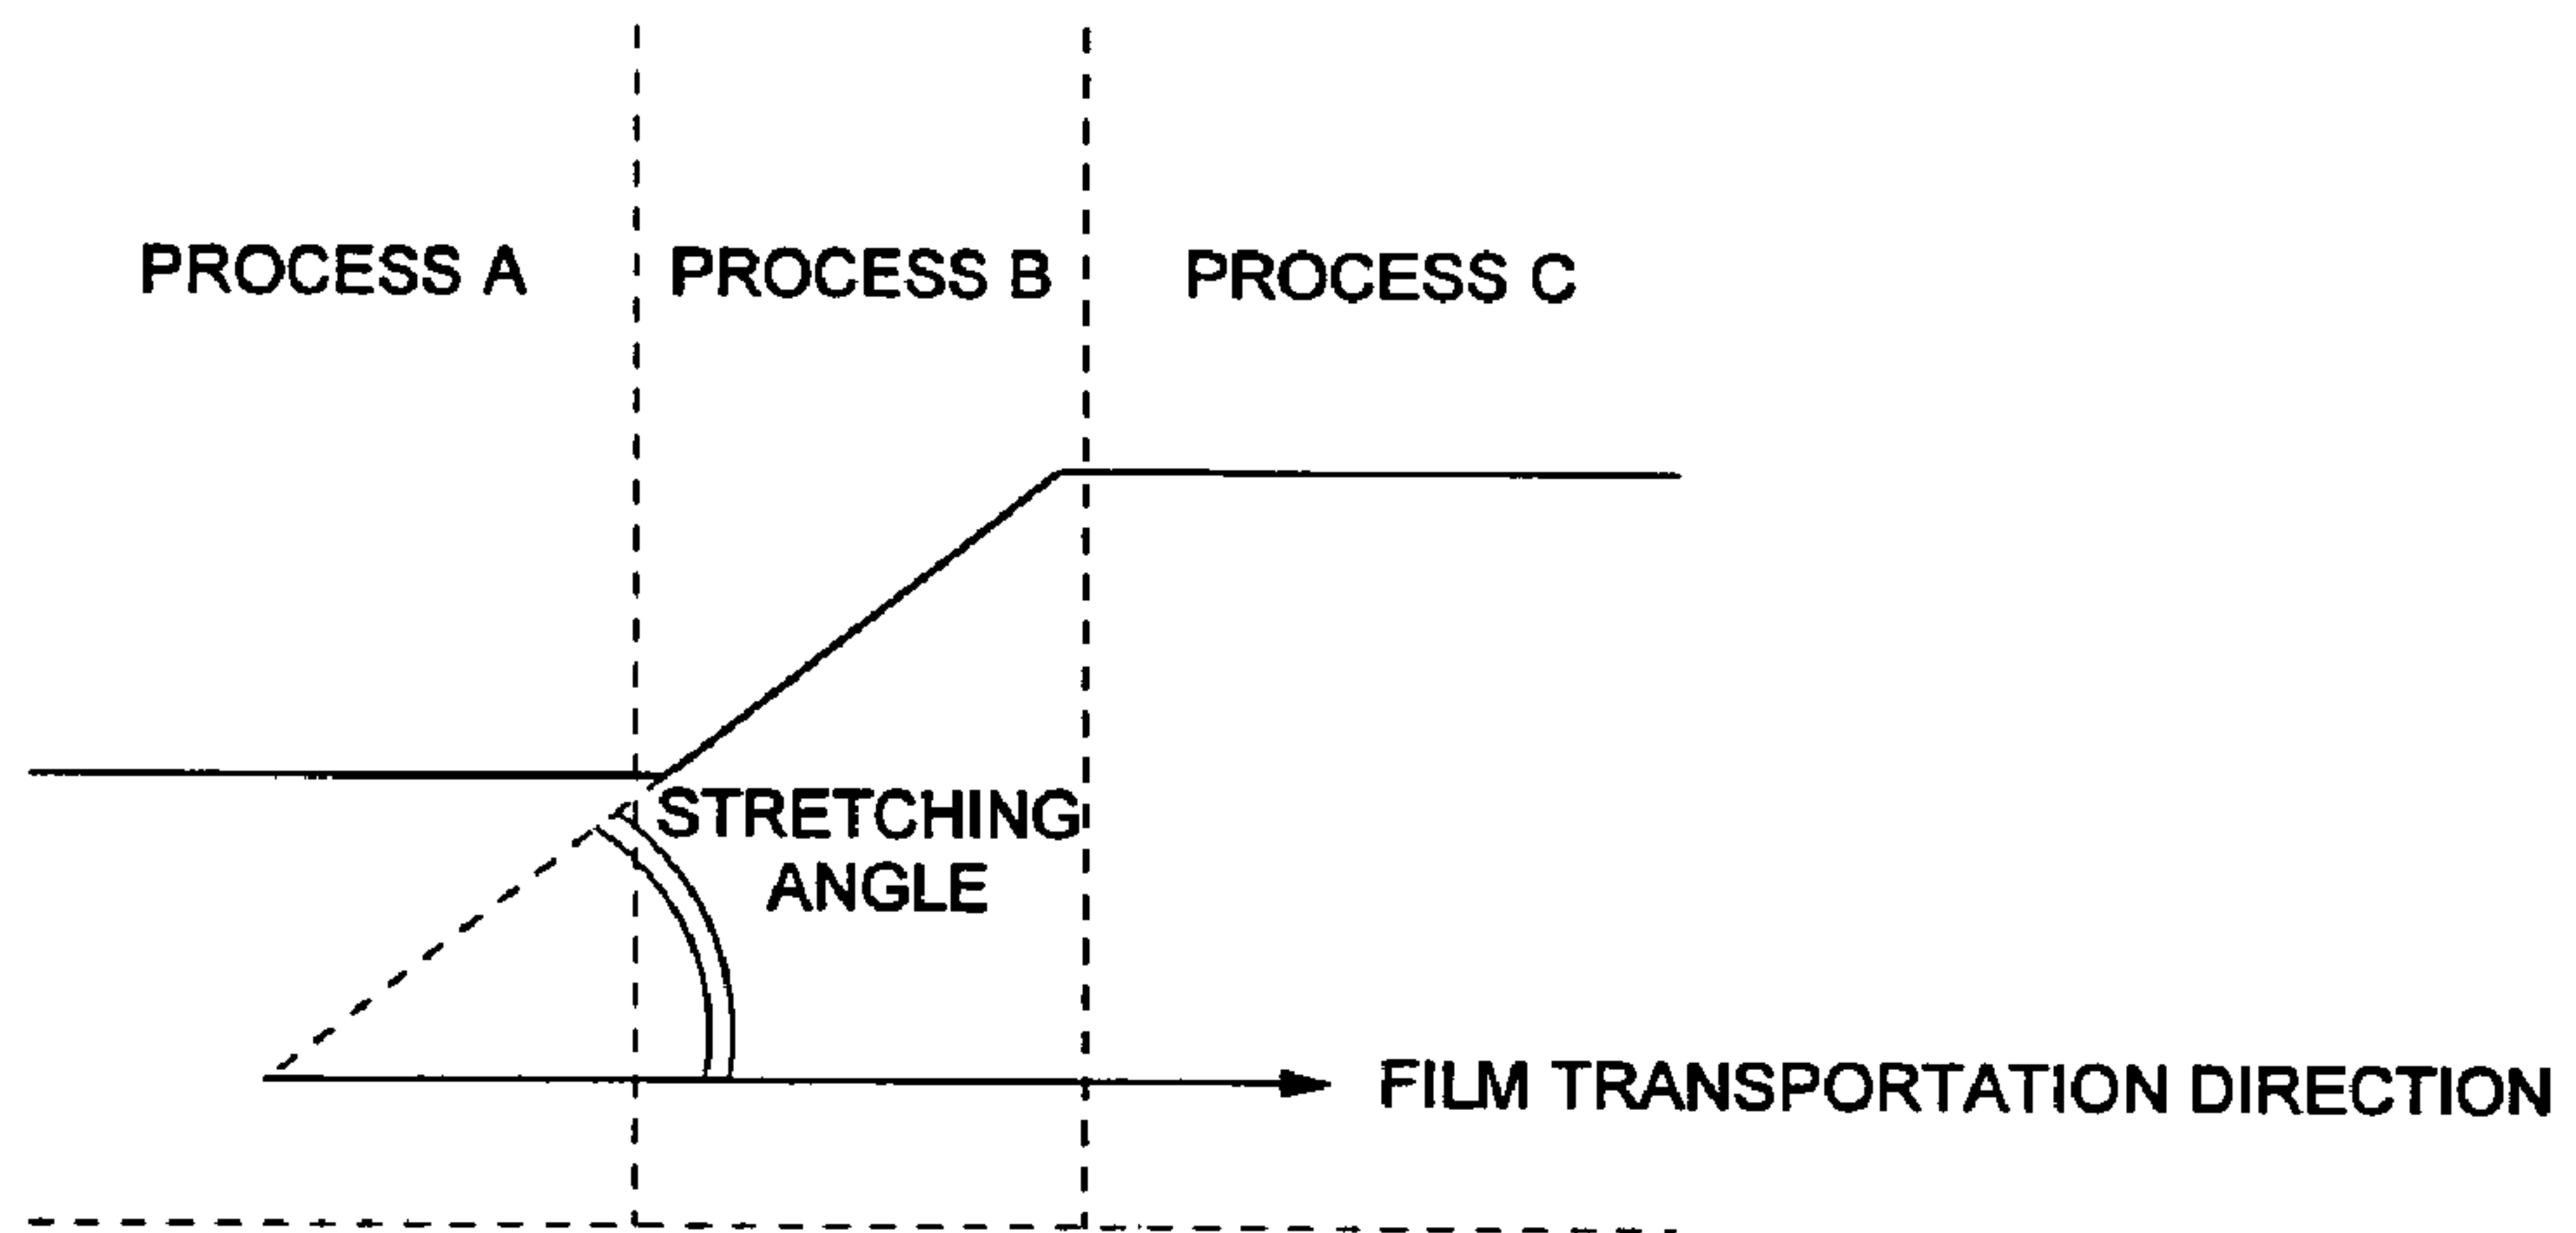 PROCESS A
PROCESS B
PROCESS C
STRETCHING
ANGLE
FILM TRANSPORTATION DIRECTION